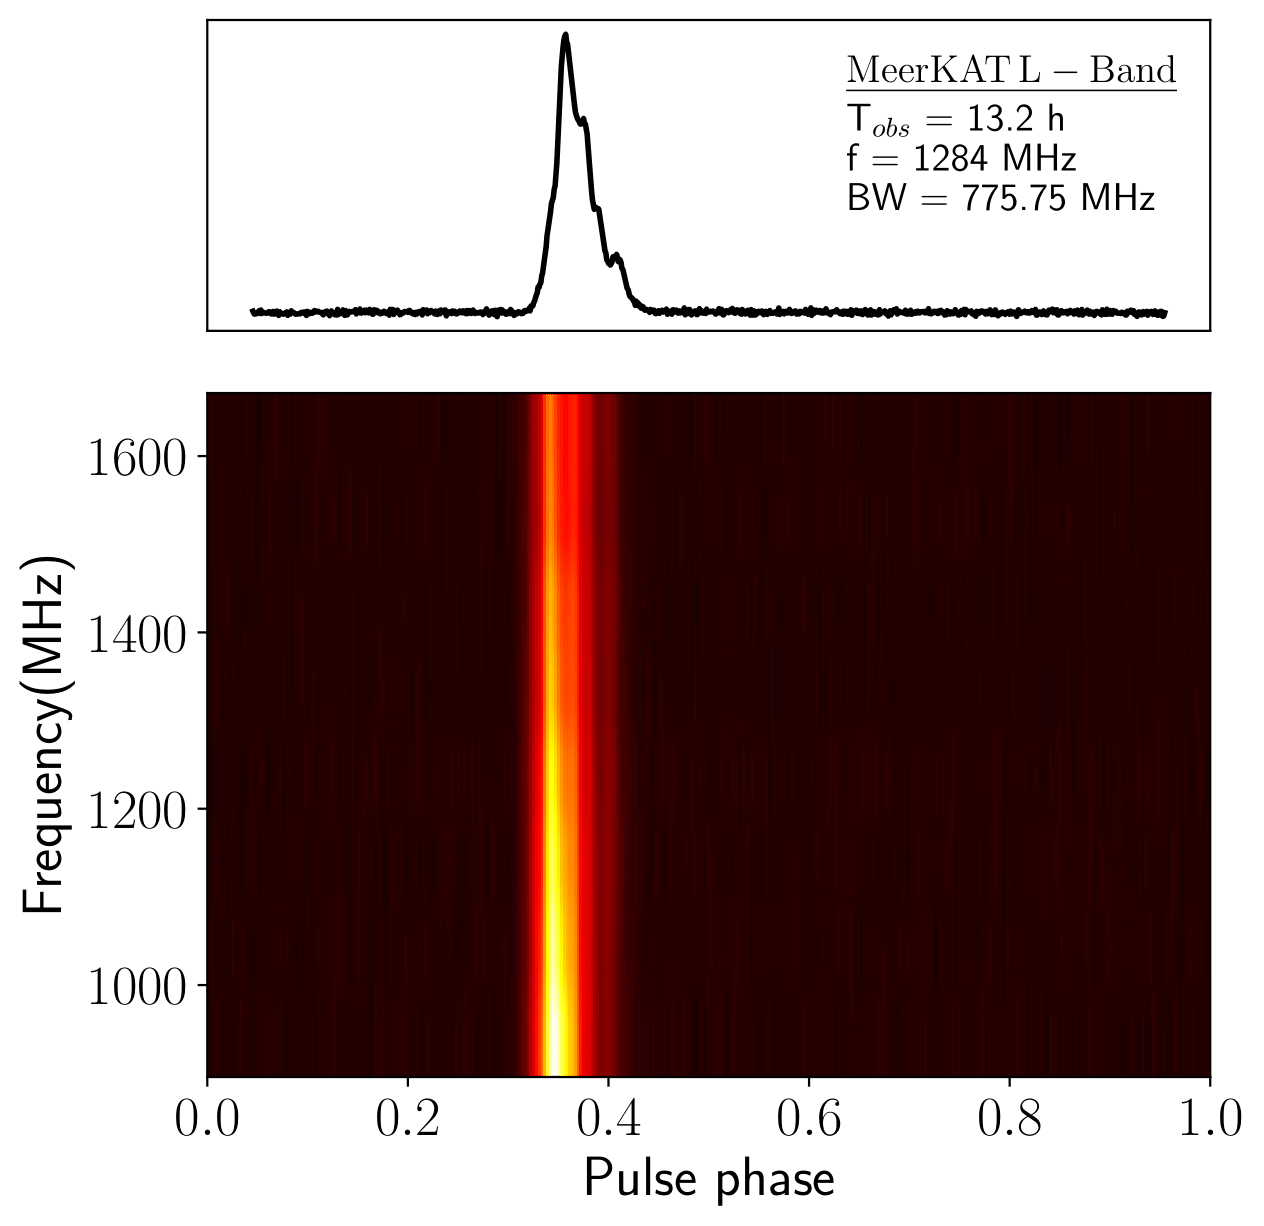 MeerKAT L − Band
T_obs = 13.2 h
f = 1284 MHz
BW = 775.75 MHz
1600
1400
1200
1000
Frequency(MHz)
0.0 0.2 0.4 0.6 0.8 1.0
Pulse phase